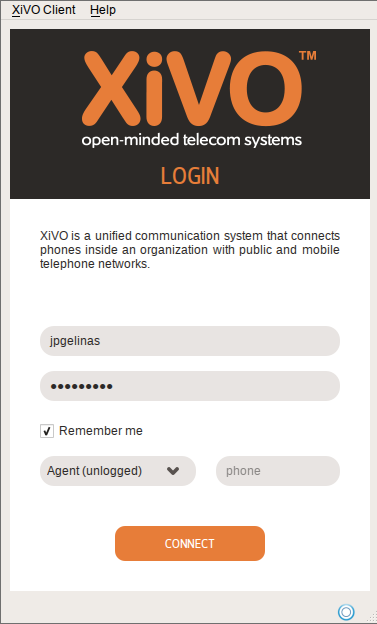 XiVO Client Help
XiVO™
open-minded telecom systems
LOGIN
XiVO is a unified communication system that connects
phones inside an organization with public and mobile
telephone networks.
jpgelinas
●●●●●●●●●
Remember me
Agent (unlogged) phone
CONNECT